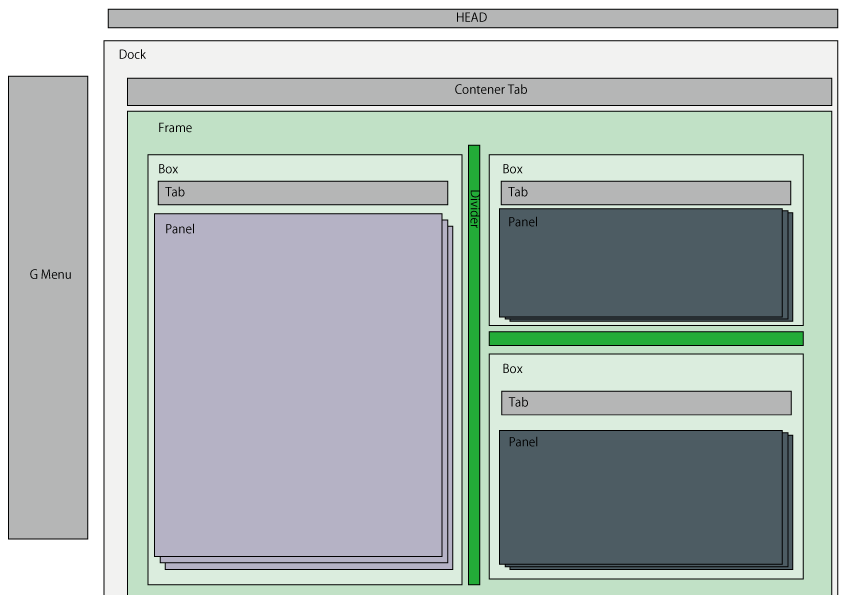 HEAD
Dock
Contener Tab
G Menu
Frame
Box
Tab
Panel
Divider
Box
Tab
Panel
Box
Tab
Panel